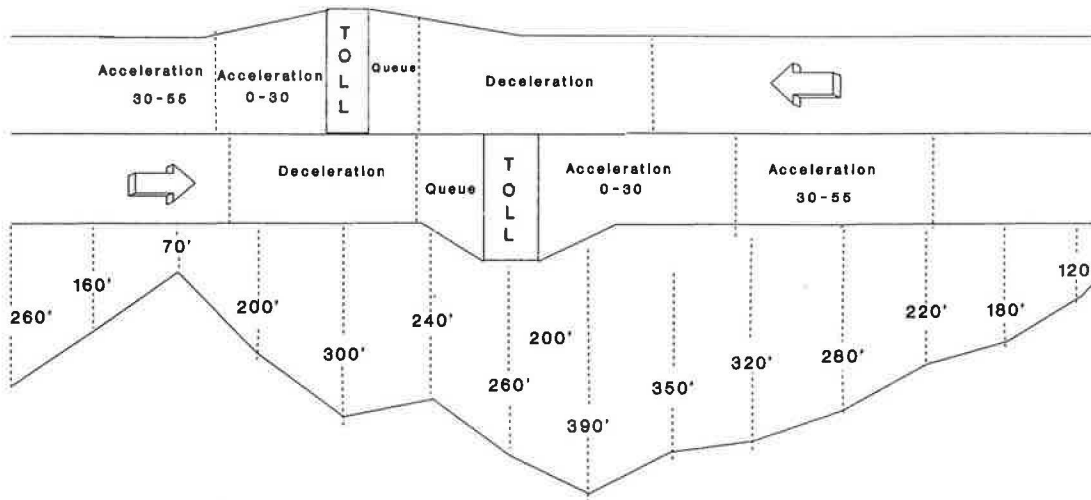 T
O
L
L
Acceleration
30-55
Acceleration
0-30
Queue
Deceleration
Deceleration
Queue
T
O
L
L
Acceleration
0-30
Acceleration
30-55
260'
160'
70'
200'
300'
240'
260'
200'
390'
350'
320'
280'
220'
180'
120